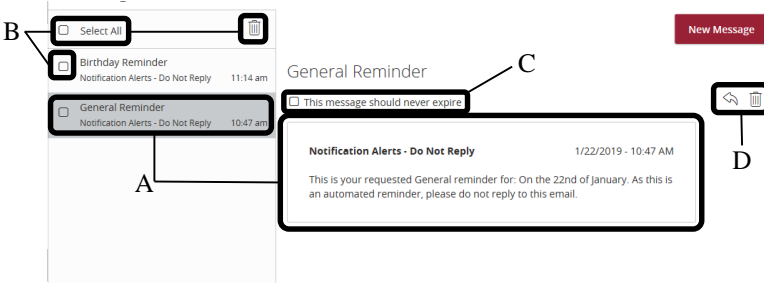 B
Select All
New Message
Birthday Reminder
Notification Alerts - Do Not Reply 11:14 am
General Reminder
Notification Alerts - Do Not Reply 10:47 am
A
General Reminder
C
This message should never expire
D
Notification Alerts - Do Not Reply 1/22/2019 - 10:47 AM
This is your requested General reminder for: On the 22nd of January. As this is
an automated reminder, please do not reply to this email.